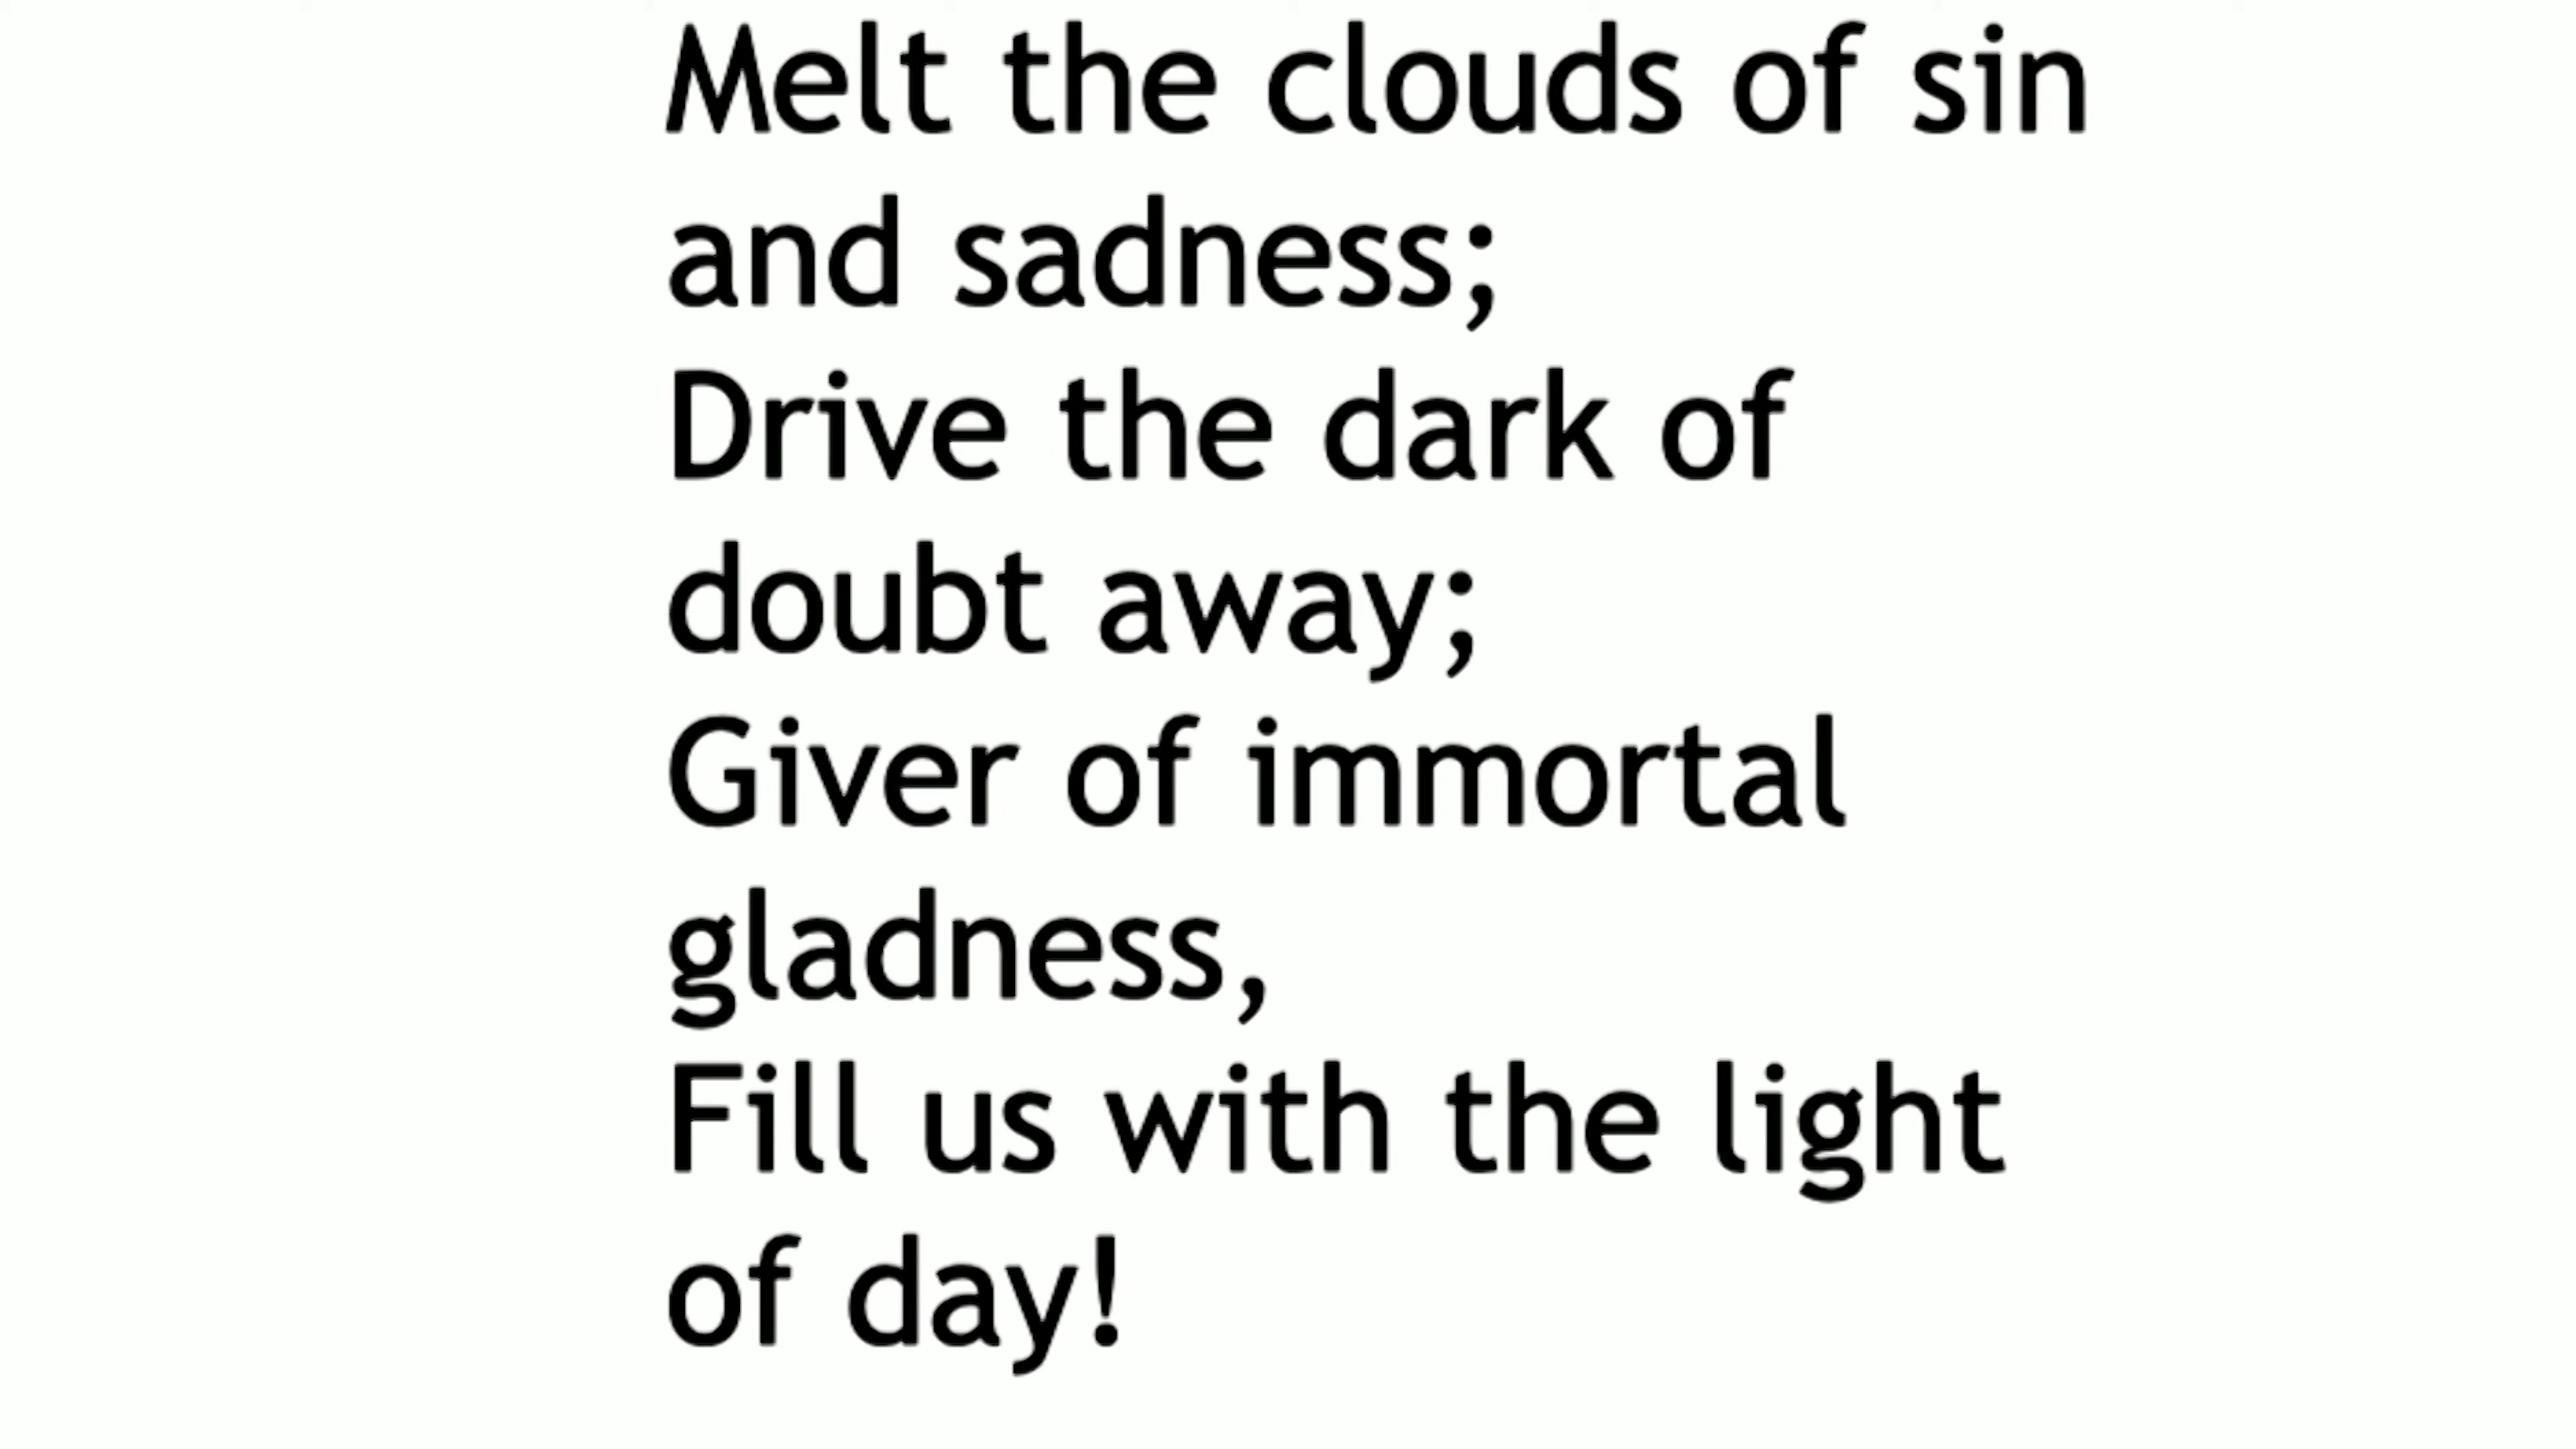 Melt the clouds of sin
and sadness;
Drive the dark of
doubt away;
Giver of immortal
gladness,
Fill us with the light
of day!